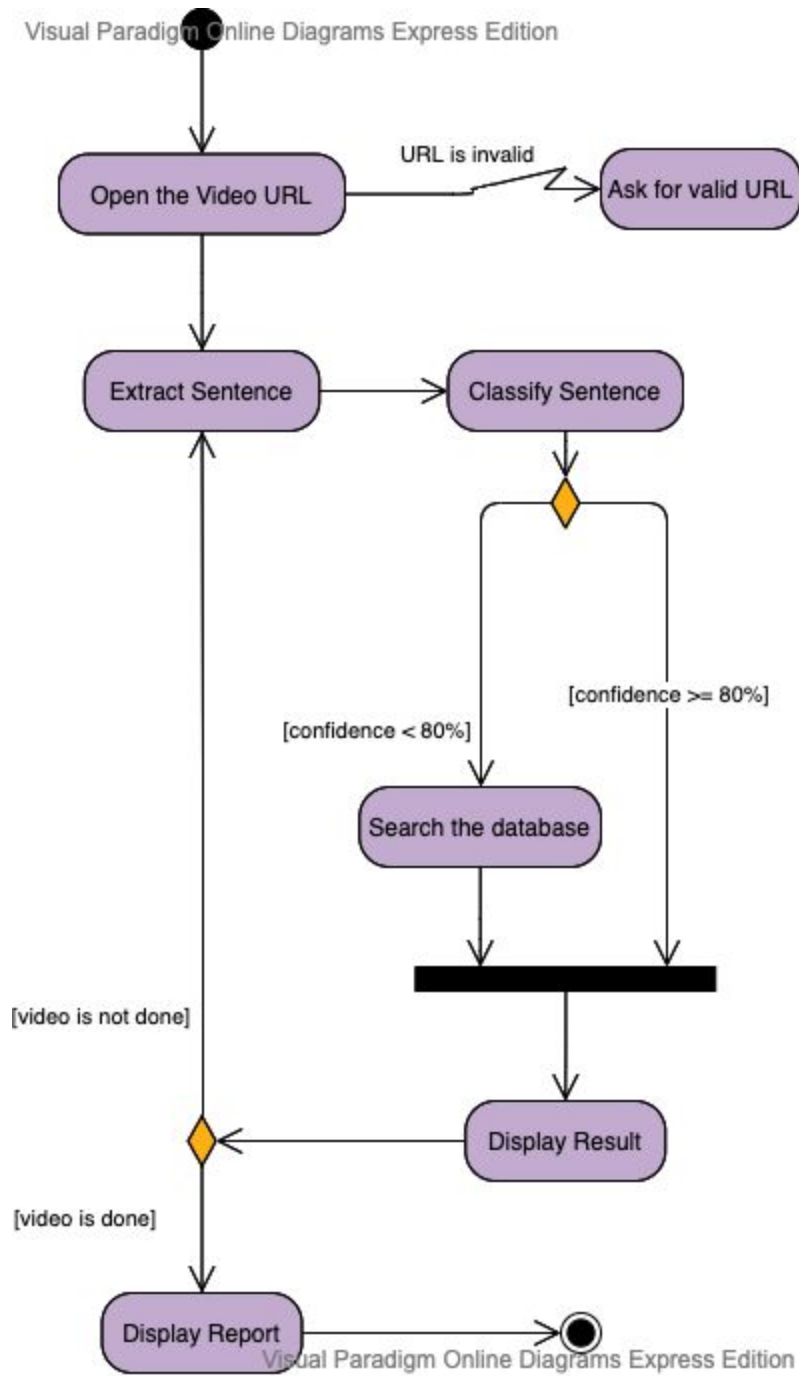 Visual Paradigm Online Diagrams Express Edition
URL is invalid
Open the Video URL
Ask for valid URL
Extract Sentence
Classify Sentence
[confidence >= 80%]
[confidence < 80%]
Search the database
[video is not done]
Display Result
[video is done]
Display Report
Visual Paradigm Online Diagrams Express Edition